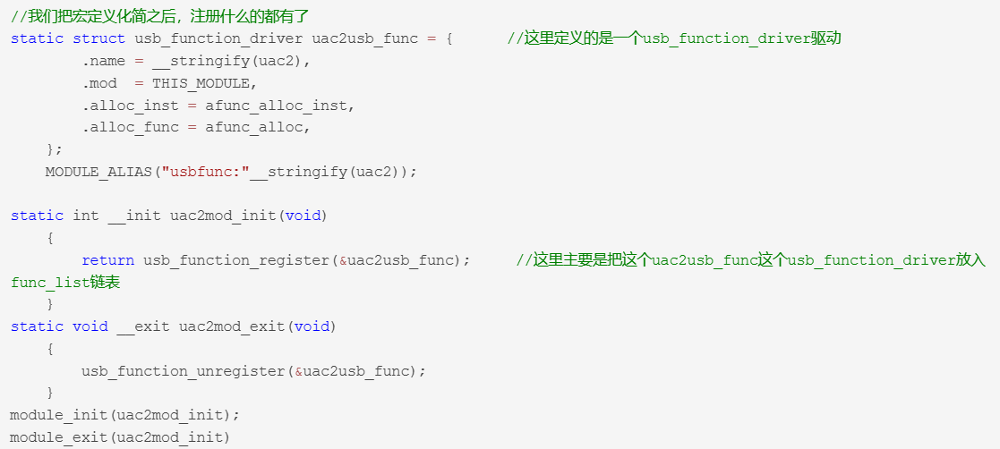 //我们把宏定义化简之后，注册什么的都有了
static struct usb_function_driver uac2usb_func = {      //这里定义的是一个usb_function_driver驱动
        .name = __stringify(uac2),
        .mod  = THIS_MODULE,
        .alloc_inst = afunc_alloc_inst,
        .alloc_func = afunc_alloc,
    };
    MODULE_ALIAS("usbfunc:"__stringify(uac2));

static int __init uac2mod_init(void)
    {
        return usb_function_register(&uac2usb_func);     //这里主要是把这个uac2usb_func这个usb_function_driver放入
func_list链表
    }
static void __exit uac2mod_exit(void)
    {
        usb_function_unregister(&uac2usb_func);
    }
module_init(uac2mod_init);
module_exit(uac2mod_init)